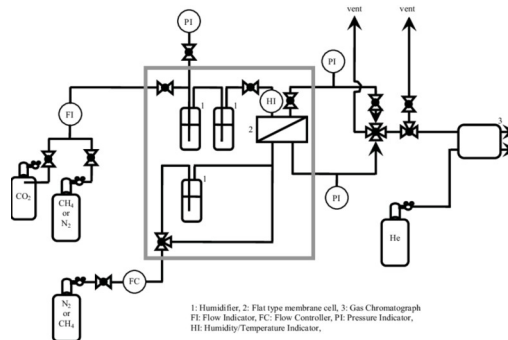 vent
vent
PI
PI
1
1
HI
FI
2
3
1
PI
CO2
CH4
or
N2
He
FC
N2
or
CH4
1: Humidifier, 2: Flat type membrane cell, 3: Gas Chromatograph
FI: Flow Indicator, FC: Flow Controller, PI: Pressure Indicator,
HI: Humidity/Temperature Indicator,